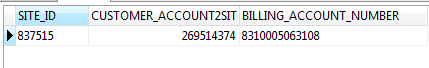 SITE_ID CUSTOMER_ACCOUNT2SIT BILLING_ACCOUNT_NUMBER
837515 269514374 8310005063108